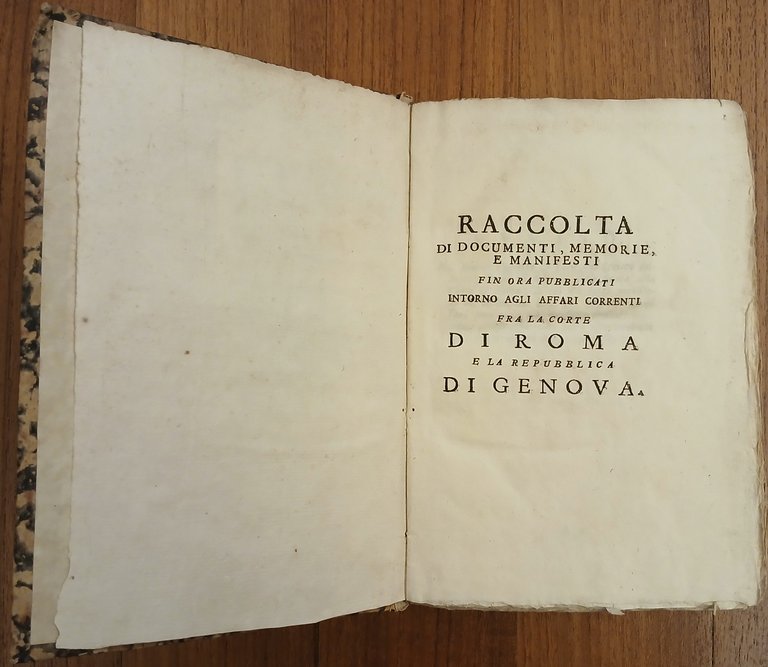 RACCOLTA
DI DOCUMENTI, MEMORIE,
E MANIFESTI
FIN ORA PUBBLICATI
INTORNO AGLI AFFARI CORRENTI
FRA LA CORTE
DI ROMA
E LA REPUBBLICA
DI GENOVA.